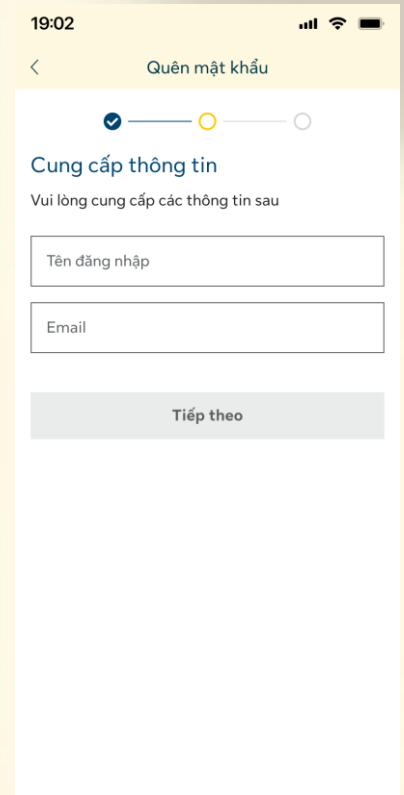 19:02
Quên mật khẩu
Cung cấp thông tin
Vui lòng cung cấp các thông tin sau
Tên đăng nhập
Email
Tiếp theo